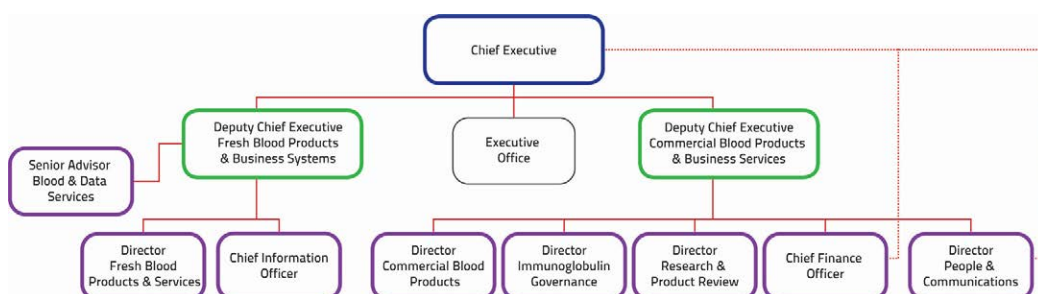 Chief Executive
Deputy Chief Executive
Fresh Blood Products
& Business Systems
Executive
Office
Deputy Chief Executive
Commercial Blood Products
& Business Services
Senior Advisor
Blood & Data
Services
Director
Fresh Blood
Products & Services
Chief Information
Officer
Director
Commercial Blood
Products
Director
Immunoglobulin
Governance
Director
Research &
Product Review
Chief Finance
Officer
Director
People &
Communications